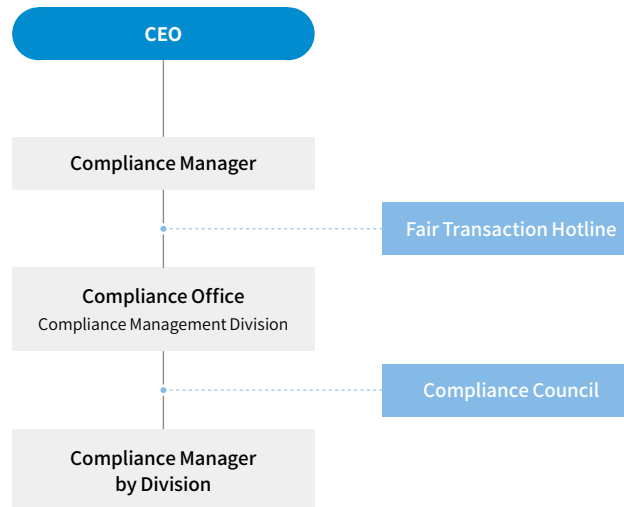 CEO
Compliance Manager
Fair Transaction Hotline
Compliance Office
Compliance Management Division
Compliance Council
Compliance Manager
by Division